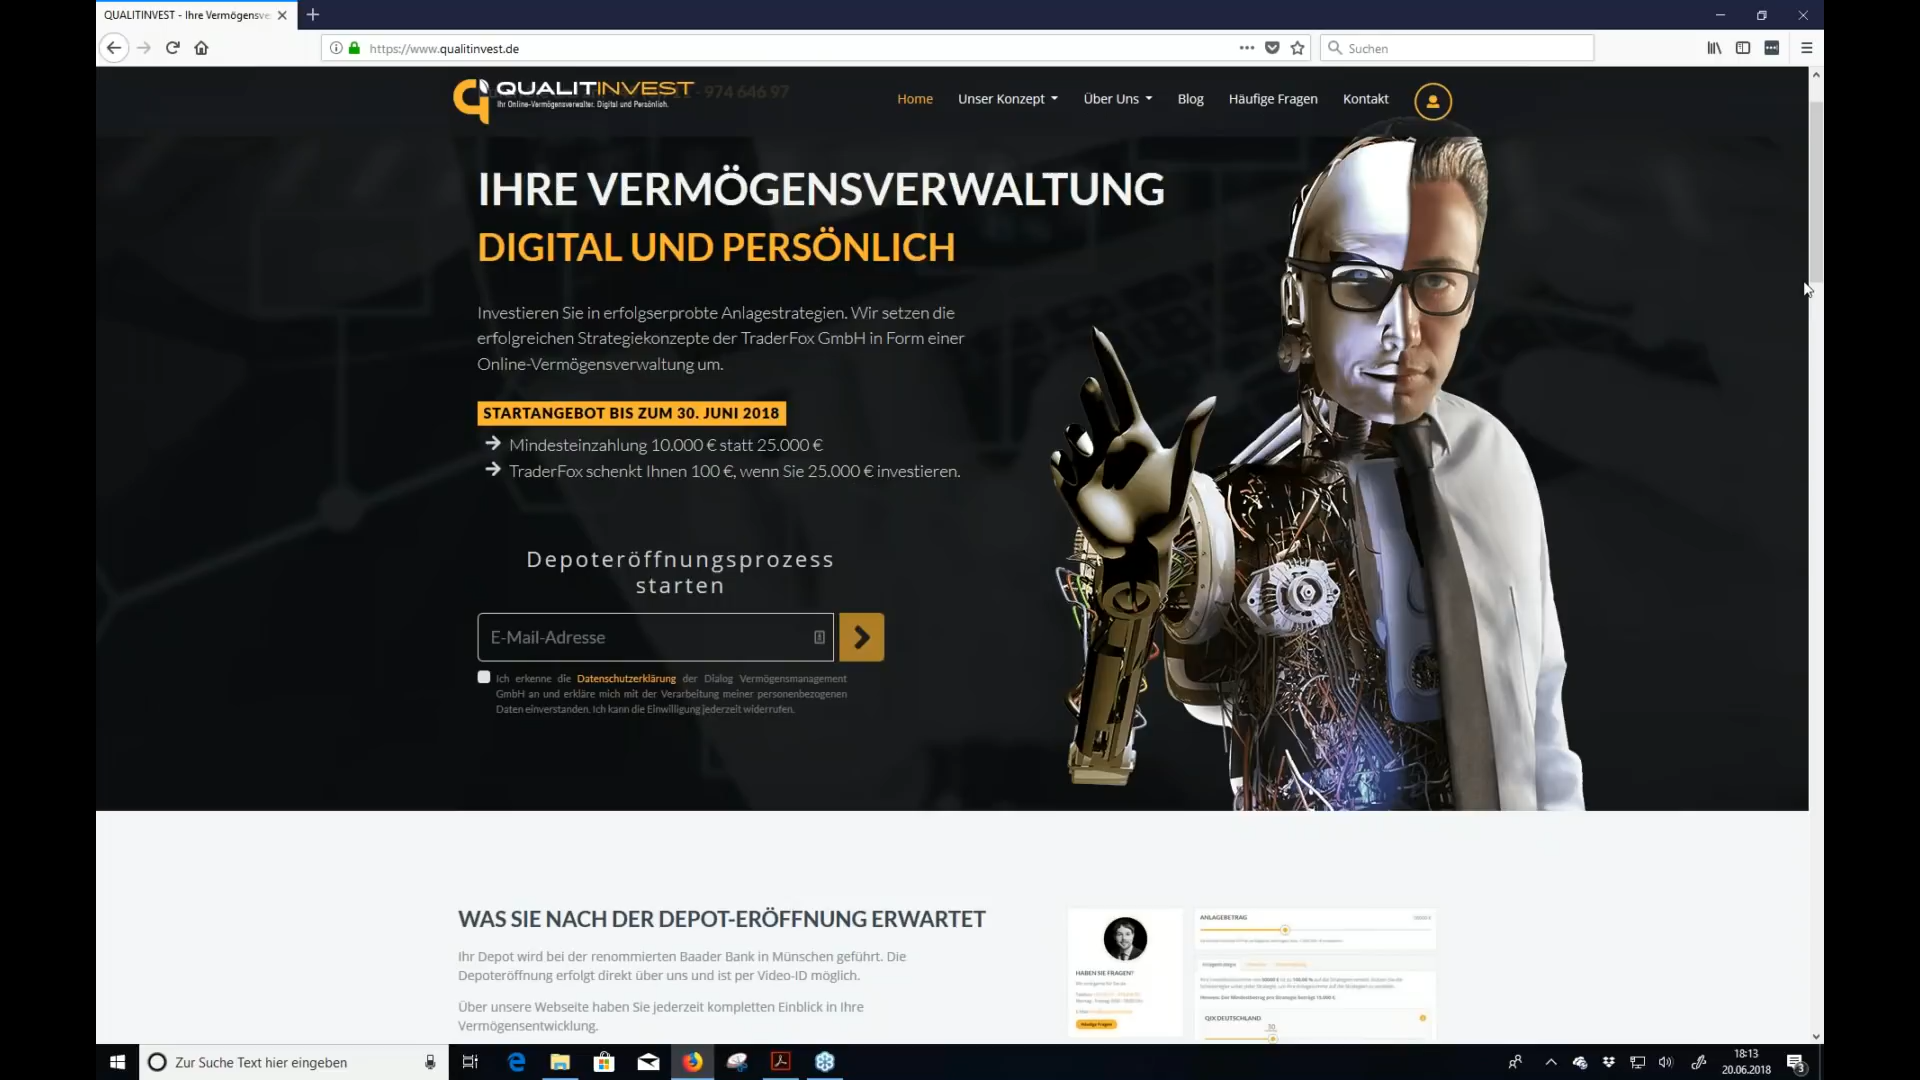 QUALITINVEST - Ihre Vermögensve
https://www.qualitinvest.de
Suchen
QUALITINVEST
Ihr Online-Vermögensverwalter. Digital und Persönlich.
- 974 646 97
Home
Unser Konzept
Über Uns
Blog
Häufige Fragen
Kontakt
IHRE VERMÖGENSVERWALTUNG
DIGITAL UND PERSÖNLICH
Investieren Sie in erfolgserprobte Anlagestrategien. Wir setzen die
erfolgreichen Strategiekonzepte der TraderFox GmbH in Form einer
Online-Vermögensverwaltung um.
STARTANGEBOT BIS ZUM 30. JUNI 2018
Mindesteinzahlung 10.000 € statt 25.000 €
TraderFox schenkt Ihnen 100 €, wenn Sie 25.000 € investieren.
Depoteröffnungsprozess
starten
E-Mail-Adresse
Ich erkenne die Datenschutzerklärung der Dialog Vermögensmanagement
GmbH an und erkläre mich mit der Verarbeitung meiner personenbezogenen
Daten einverstanden. Ich kann die Einwilligung jederzeit widerrufen.
WAS SIE NACH DER DEPOT-ERÖFFNUNG ERWARTET
Ihr Depot wird bei der renommierten Baader Bank in Münschen geführt. Die
Depoteröffnung erfolgt direkt über uns und ist per Video-ID möglich.
Über unsere Webseite haben Sie jederzeit kompletten Einblick in Ihre
Vermögensentwicklung.
HABEN SIE FRAGEN?
Häufige Fragen
ANLAGEBETRAG
QIX DEUTSCHLAND
30
Zur Suche Text hier eingeben
18:13
20.06.2018
3